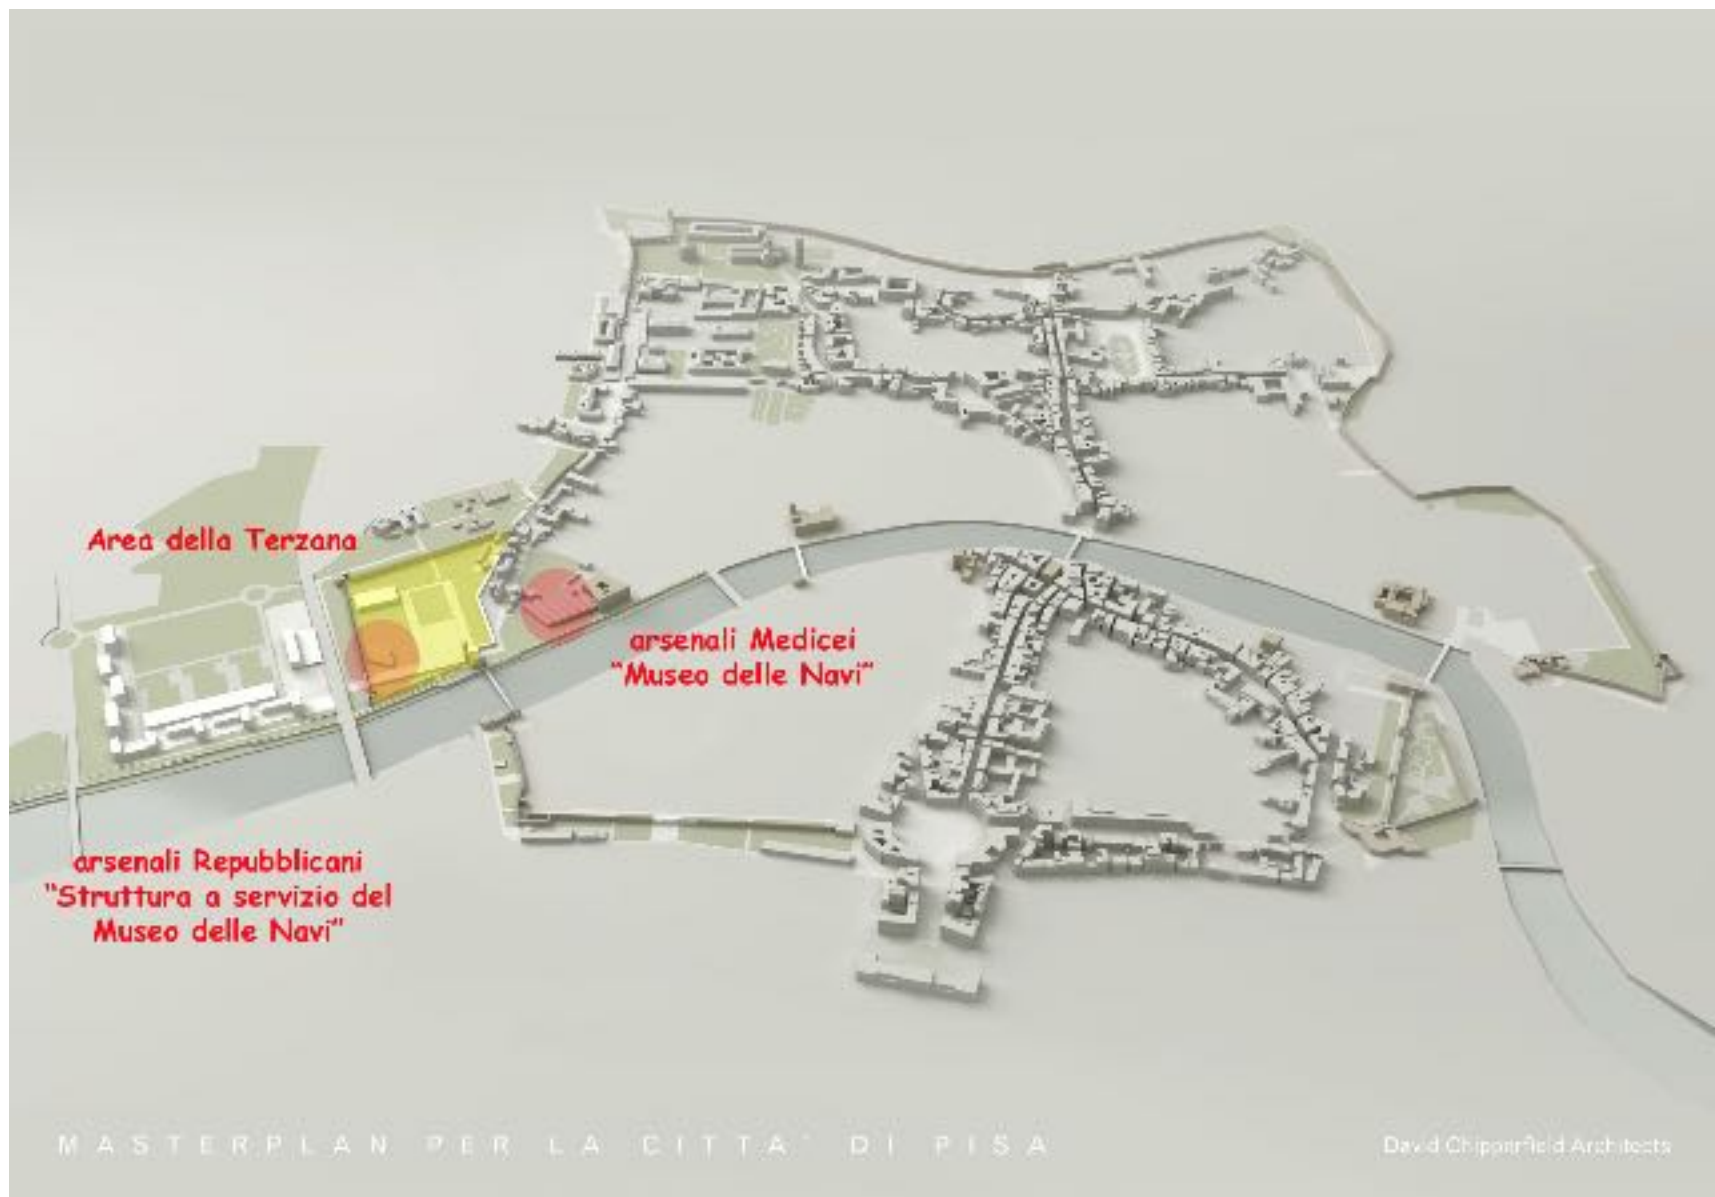 Area della Terzana
arsenali Medicei
“Museo delle Navi”
arsenali Repubblicani
“Struttura a servizio del
Museo delle Navi”
MASTERPLAN PER LA CITTA' DI PISA
David Chipperfield Architects